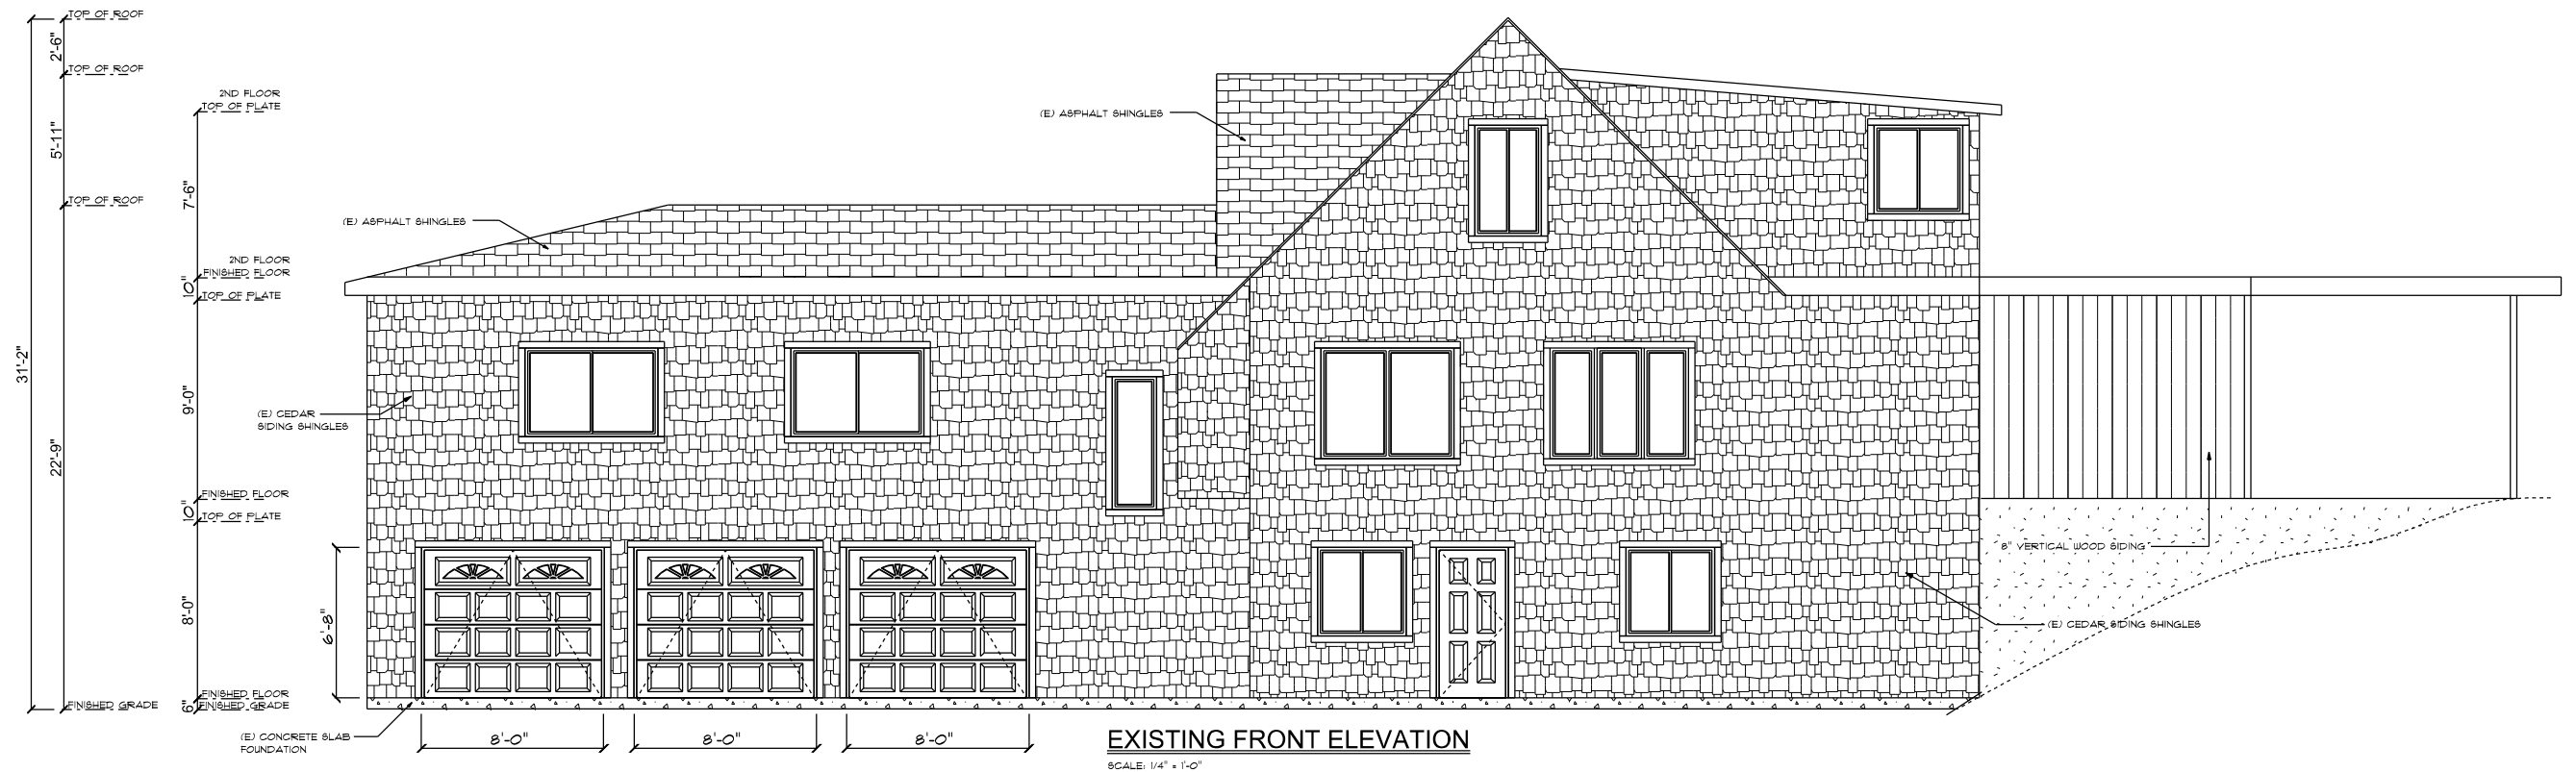 TOP OF ROOF
2'-6"
TOP OF ROOF
2ND FLOOR
TOP OF PLATE
(E) ASPHALT SHINGLES
5'-11"
7'-6"
TOP OF ROOF
(E) ASPHALT SHINGLES
2ND FLOOR
FINISHED FLOOR
10"
TOP OF PLATE
31'-2"
9'-0"
(E) CEDAR
SIDING SHINGLES
22'-9"
FINISHED FLOOR
10"
TOP OF PLATE
8" VERTICAL WOOD SIDING
8'-0"
6'-8"
(E) CEDAR SIDING SHINGLES
FINISHED FLOOR
FINISHED GRADE
6"
FINISHED GRADE
(E) CONCRETE SLAB
FOUNDATION
8'-0"
8'-0"
8'-0"
EXISTING FRONT ELEVATION
SCALE: 1/4" = 1'-0"